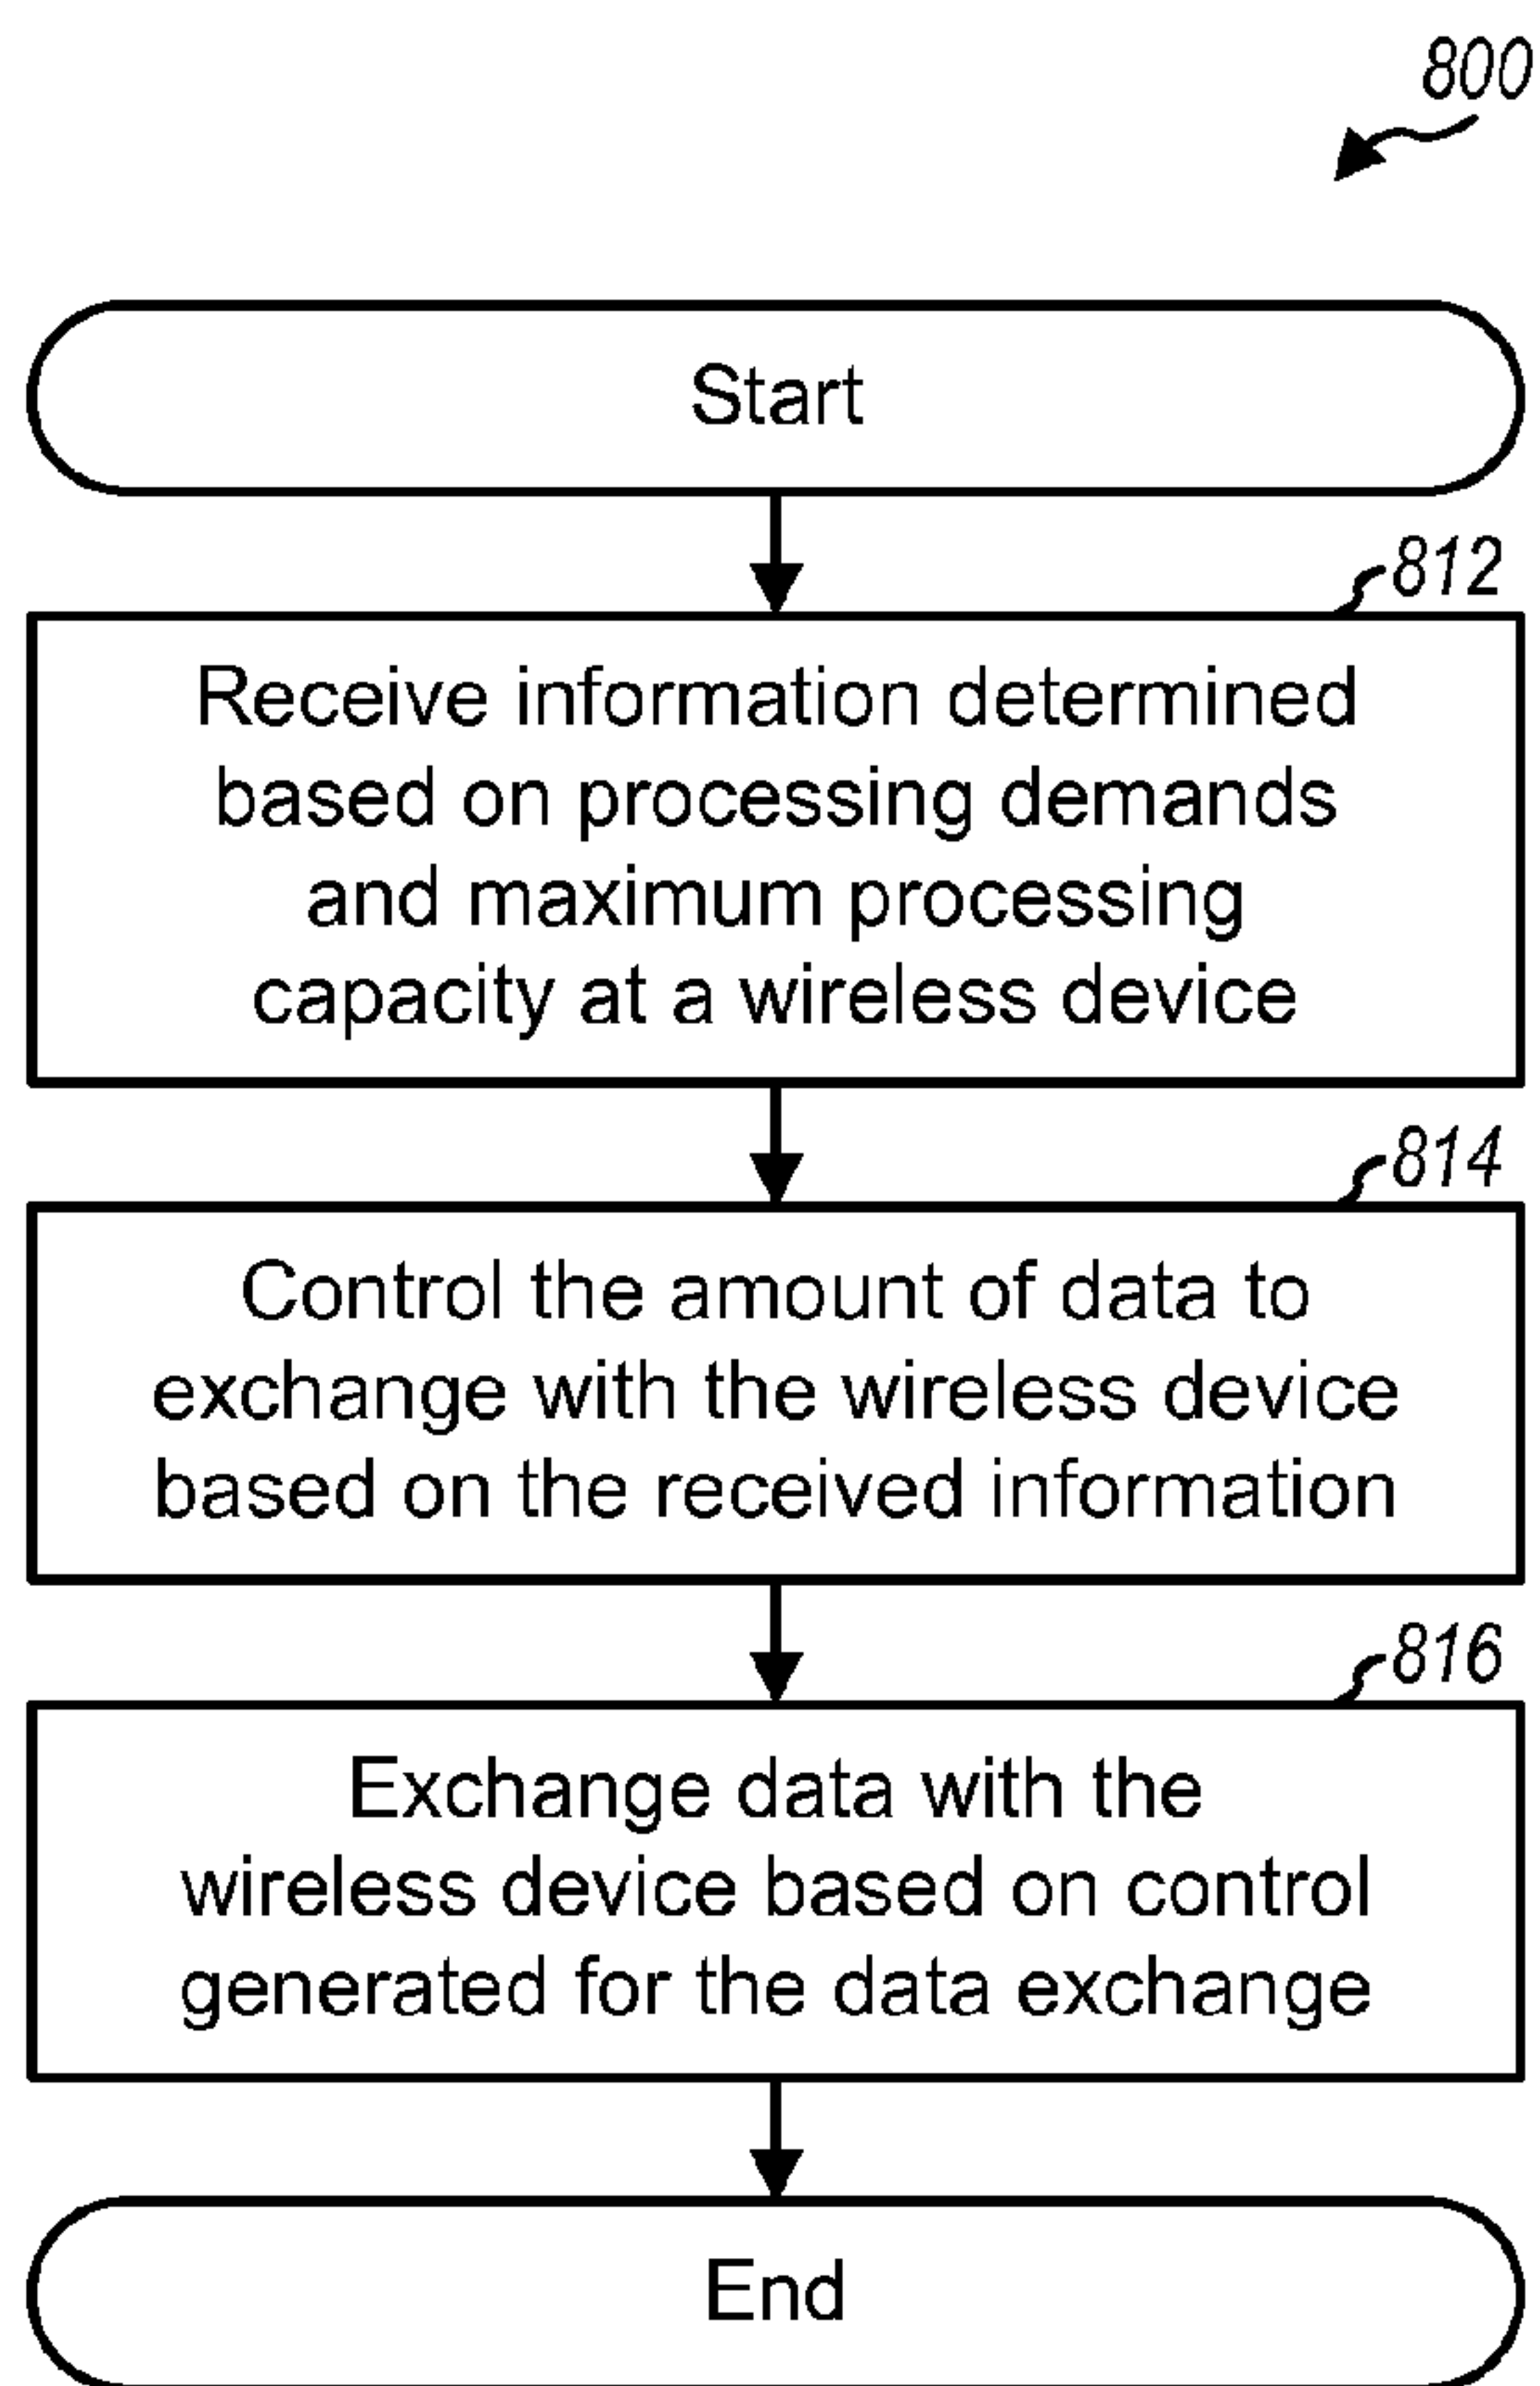 800
Start
812
Receive information determined
based on processing demands
and maximum processing
capacity at a wireless device
814
Control the amount of data to
exchange with the wireless device
based on the received information
816
Exchange data with the
wireless device based on control
generated for the data exchange
End